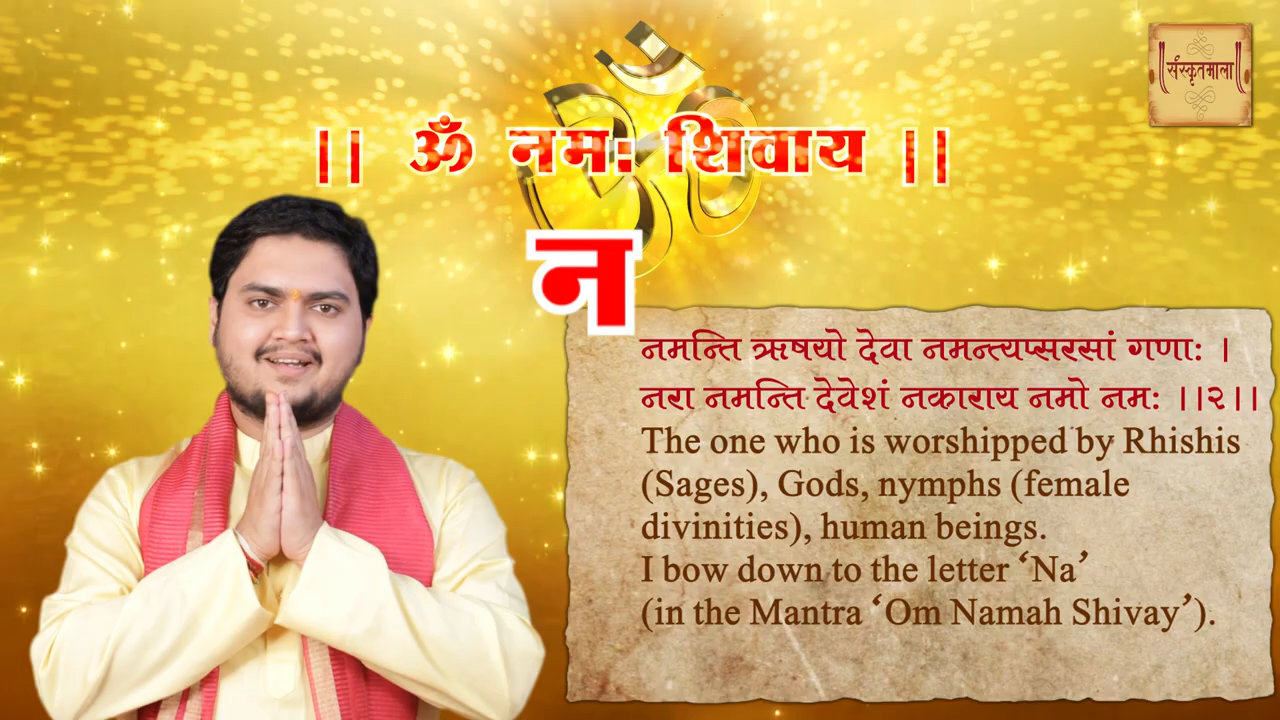 ॥संस्कृतमाला॥
|| ॐ नमः शिवाय ||
न
नमन्ति ऋषयो देवा नमन्त्यप्सरसां गणाः ।
नरा नमन्ति देवेशं नकाराय नमो नमः ।।२।।
The one who is worshipped by Rhishis
(Sages), Gods, nymphs (female
divinities), human beings.
I bow down to the letter ‘Na’
(in the Mantra ‘Om Namah Shivay’).